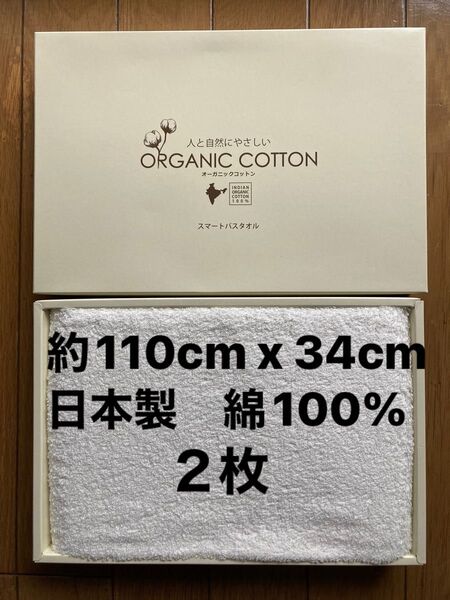 人と自然にやさしい
ORGANIC COTTON
オーガニックコットン
INDIAN
ORGANIC
COTTON
100%
スマートバスタオル
約110cm x 34cm
日本製　綿100%
2枚